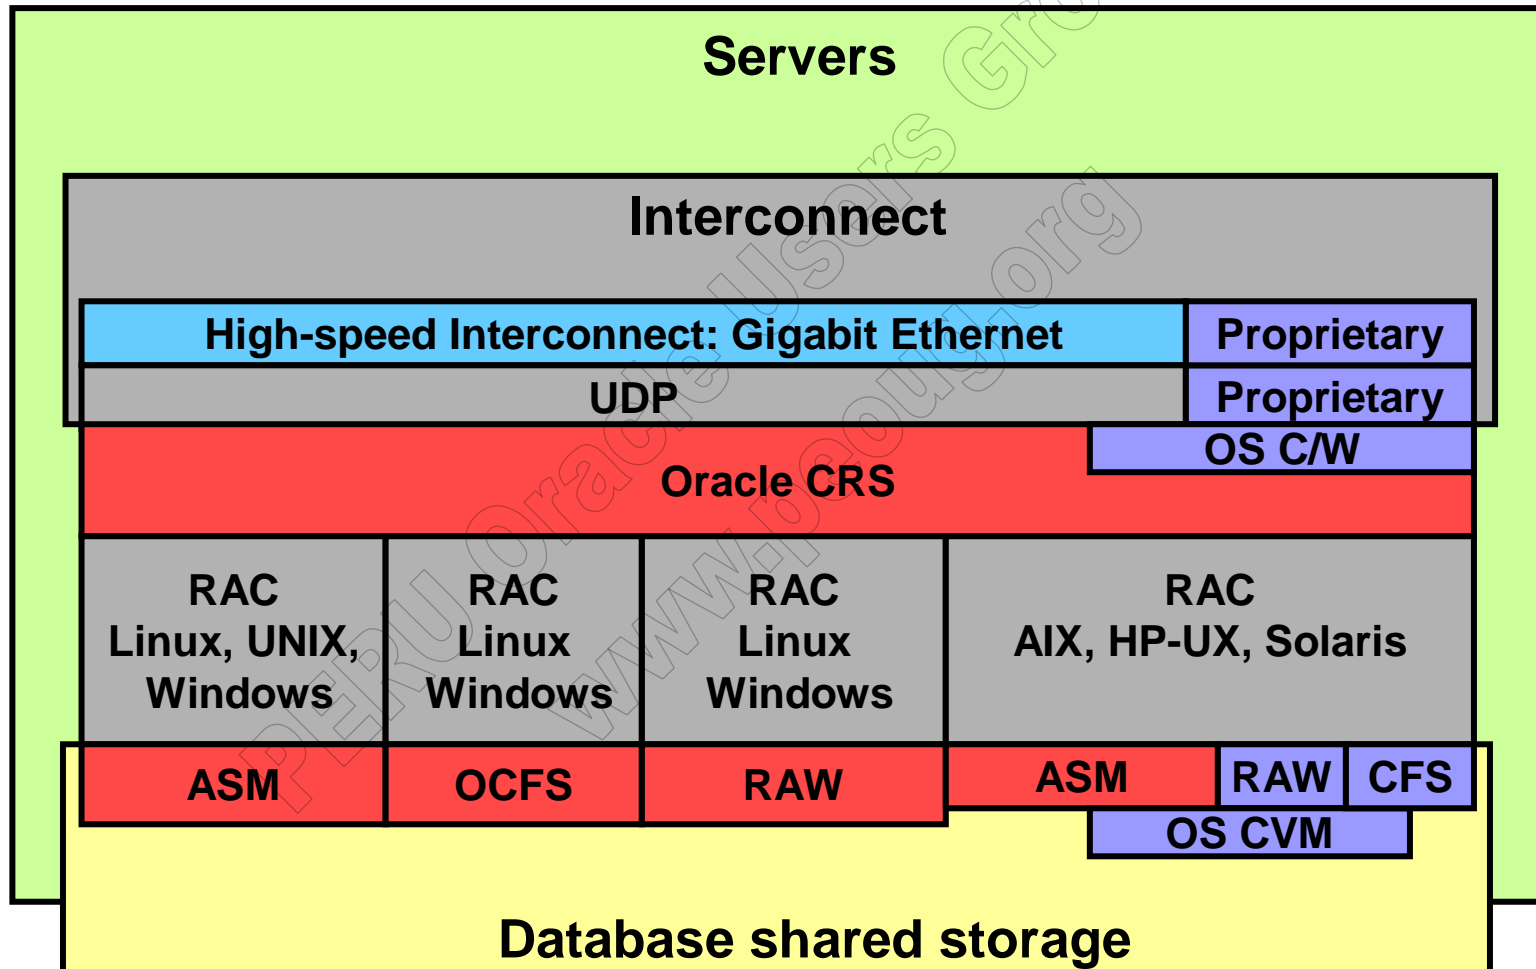 Servers
Interconnect
High-speed Interconnect: Gigabit Ethernet
Proprietary
UDP
Proprietary
OS C/W
Oracle CRS
RAC
Linux, UNIX,
Windows
RAC
Linux
Windows
RAC
Linux
Windows
RAC
AIX, HP-UX, Solaris
ASM
OCFS
RAW
ASM
RAW
CFS
OS CVM
Database shared storage
PERU Oracle Users Gro
www.peoug.org